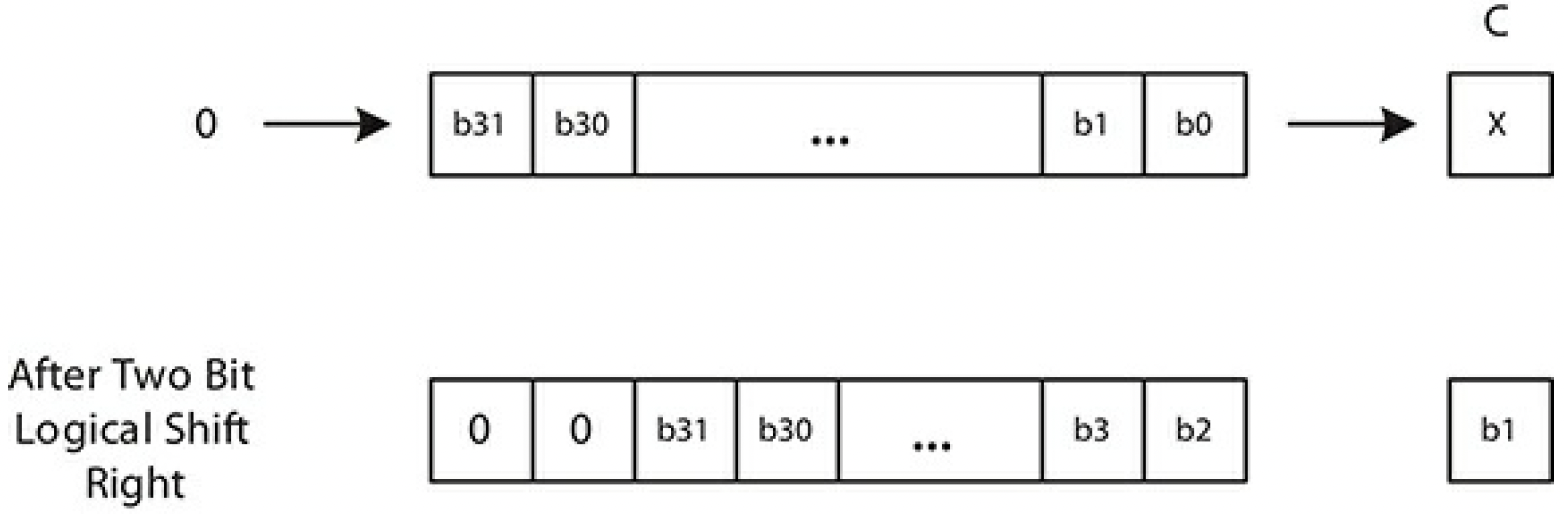 C
0 b31 b30 ... b1 b0 X
After Two Bit
Logical Shift
Right
0 0 b31 b30 ... b3 b2 b1